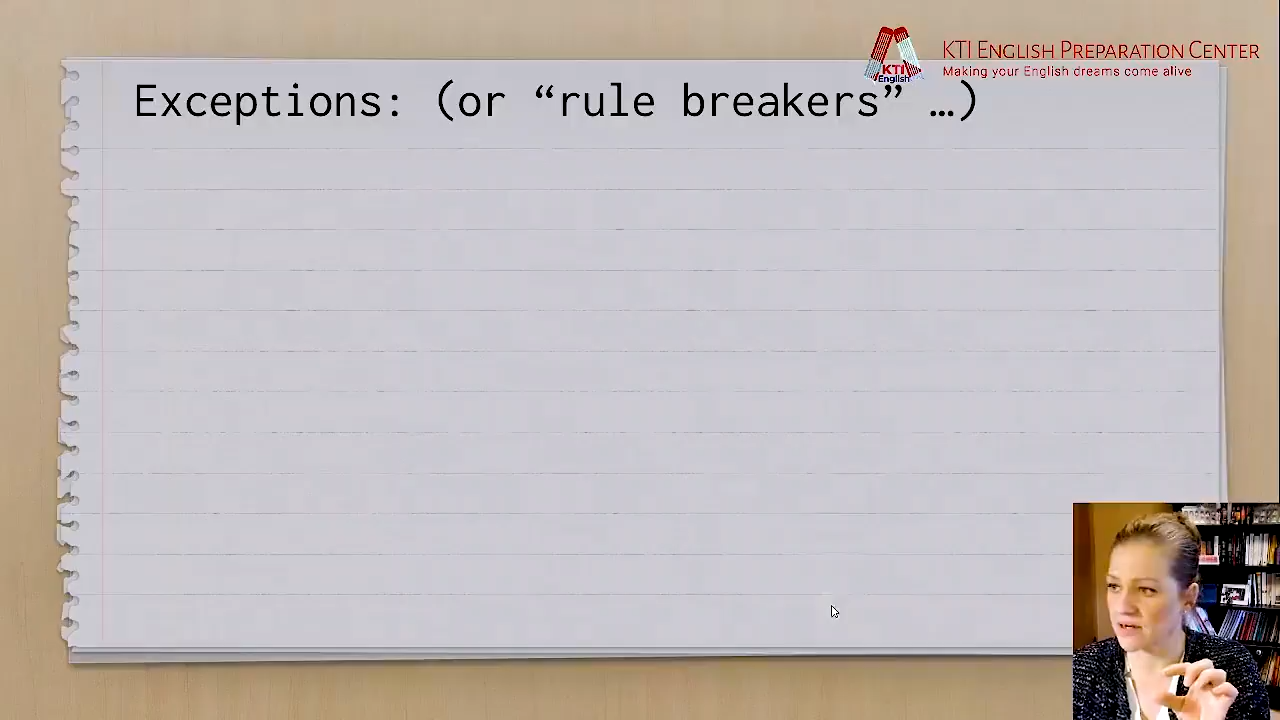 KTI ENGLISH PREPARATION CENTER
Making your English dreams come alive
KTI
English
Exceptions: (or “rule breakers” …)